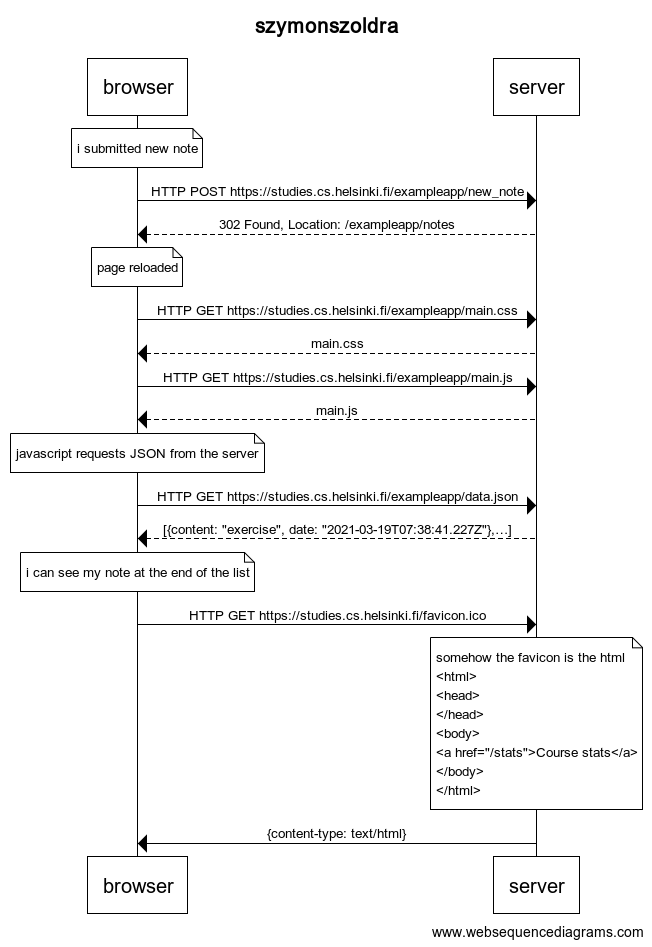 szymonszoldra
browser
server
i submitted new note
HTTP POST https://studies.cs.helsinki.fi/exampleapp/new_note
302 Found, Location: /exampleapp/notes
page reloaded
HTTP GET https://studies.cs.helsinki.fi/exampleapp/main.css
main.css
HTTP GET https://studies.cs.helsinki.fi/exampleapp/main.js
main.js
javascript requests JSON from the server
HTTP GET https://studies.cs.helsinki.fi/exampleapp/data.json
[{content: "exercise", date: "2021-03-19T07:38:41.227Z"},…]
i can see my note at the end of the list
HTTP GET https://studies.cs.helsinki.fi/favicon.ico
somehow the favicon is the html
<html>
<head>
</head>
<body>
<a href="/stats">Course stats</a>
</body>
</html>
{content-type: text/html}
browser
server
www.websequencediagrams.com